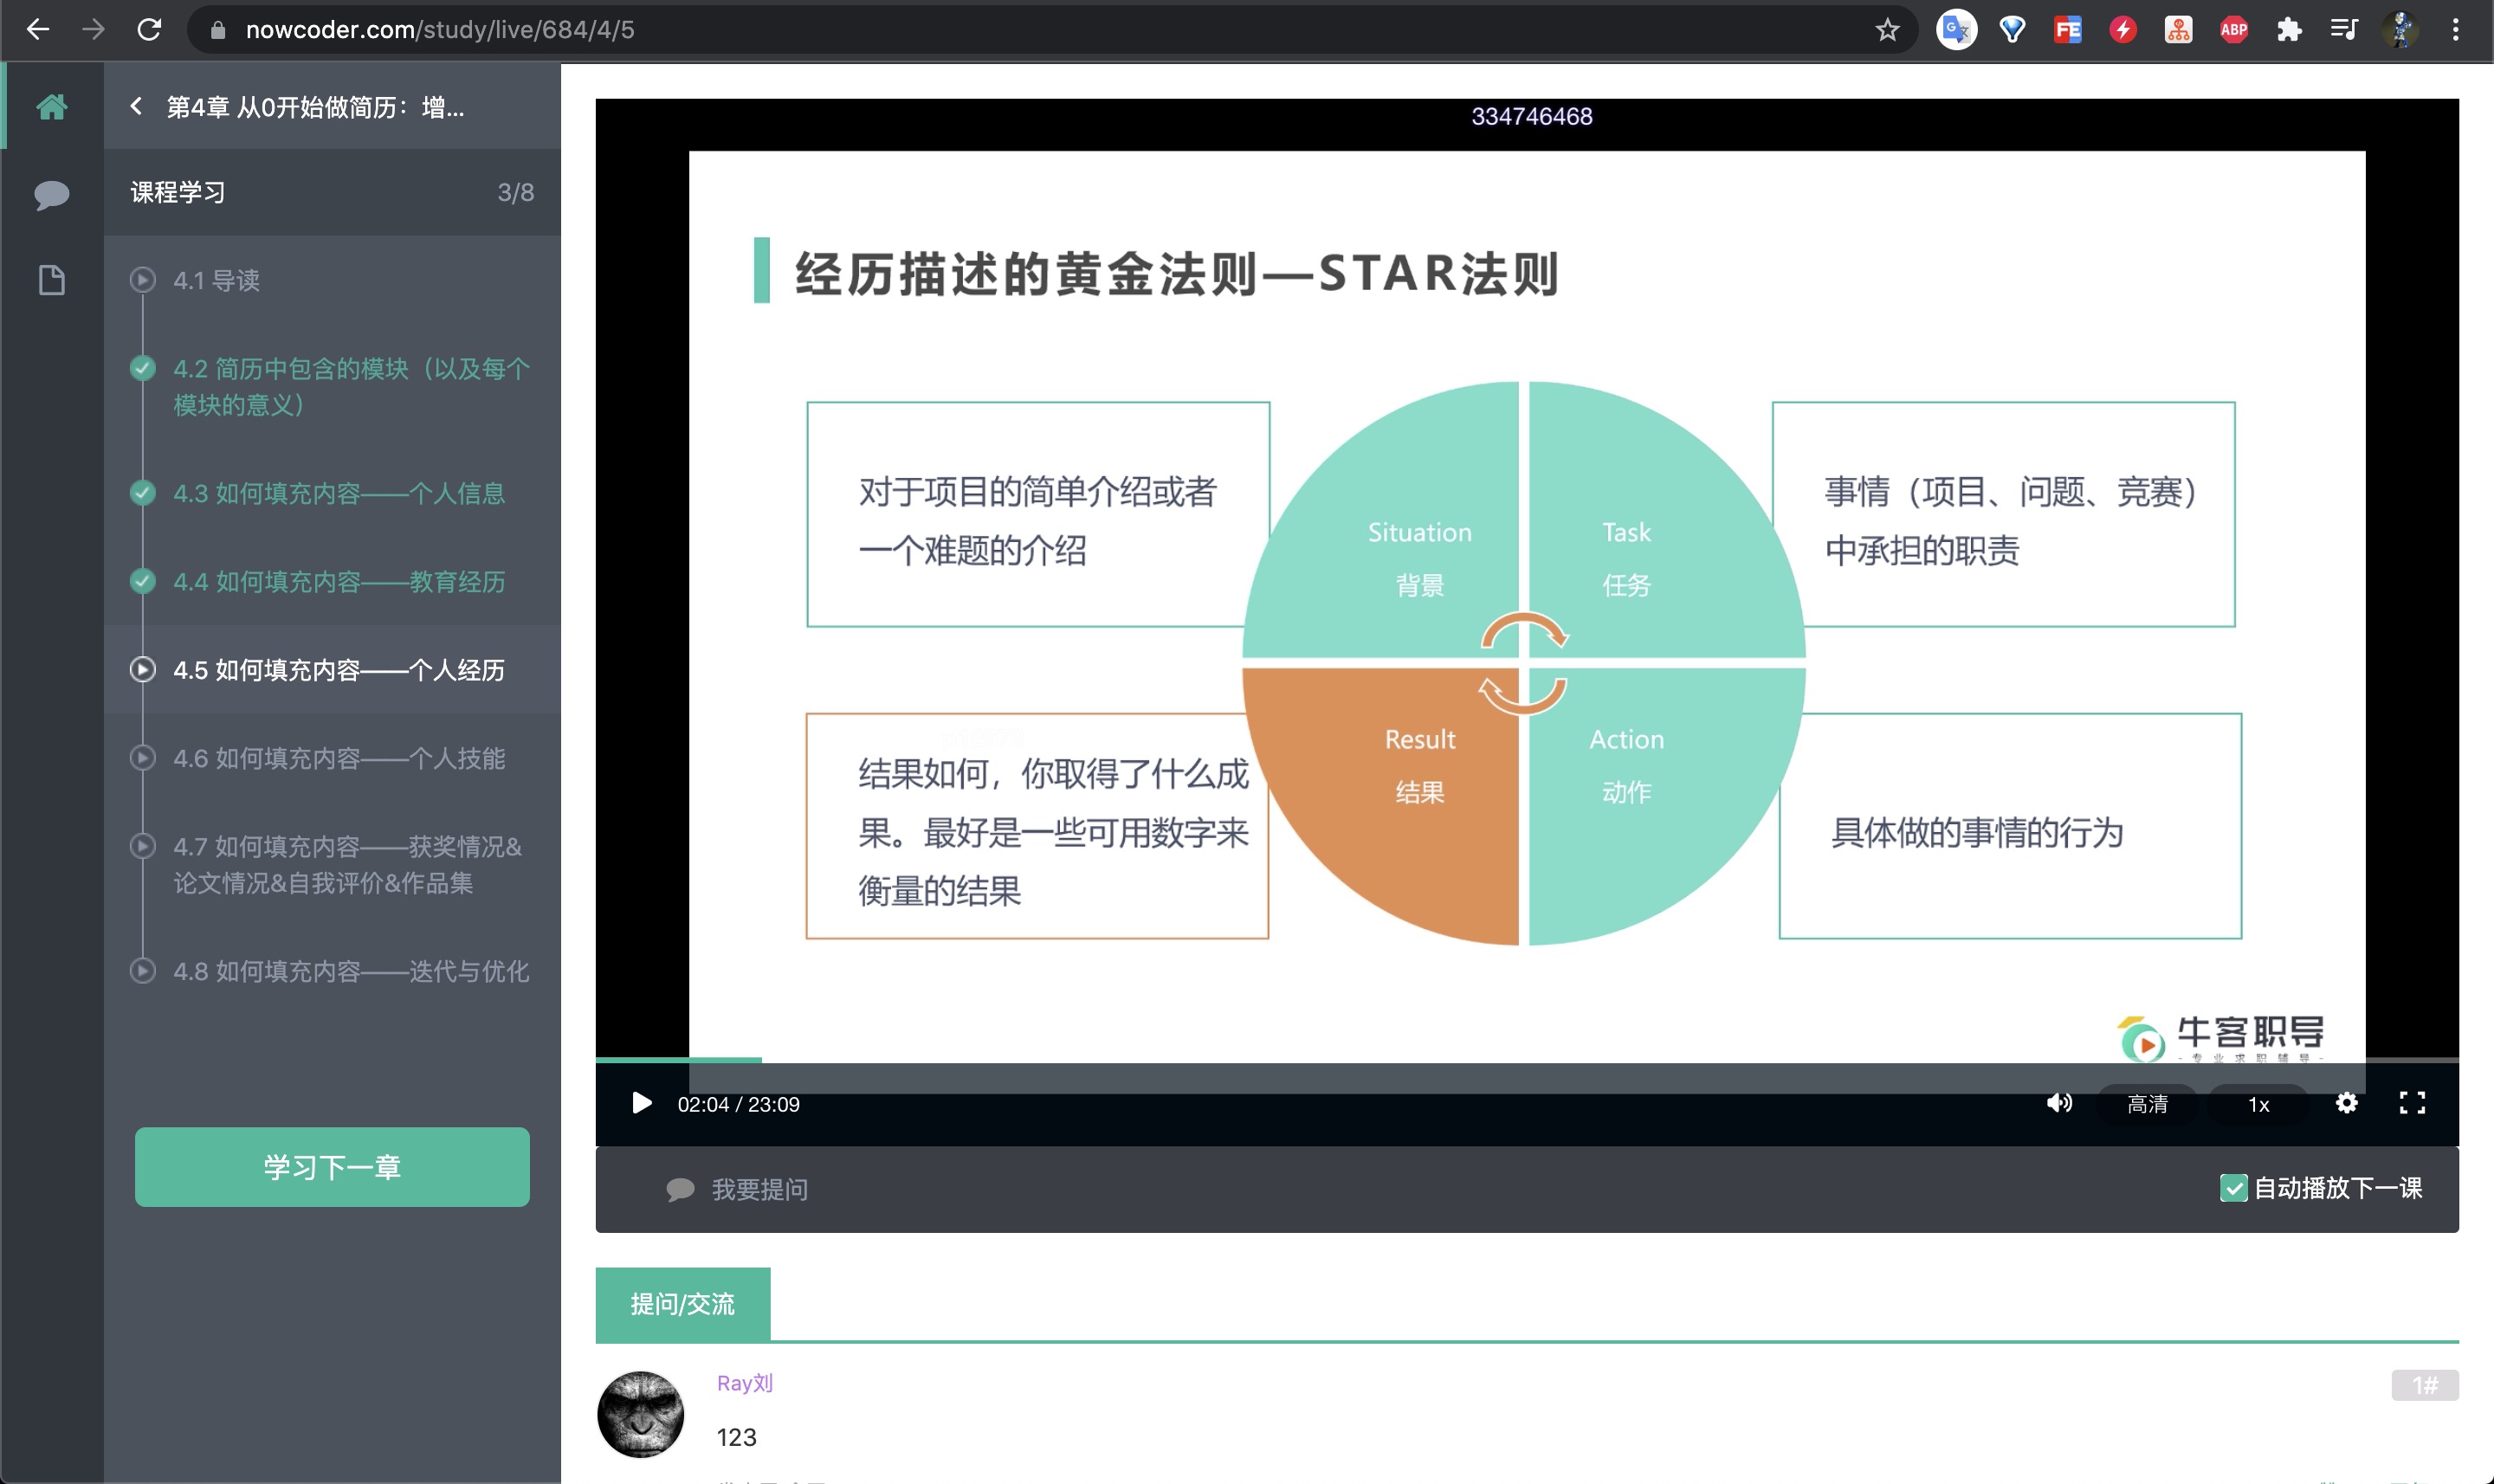 nowcoder.com/study/live/684/4/5
FE
ABP
第4章 从0开始做简历：增...
课程学习
3/8
4.1 导读
4.2 简历中包含的模块（以及每个
模块的意义）
4.3 如何填充内容——个人信息
4.4 如何填充内容——教育经历
4.5 如何填充内容——个人经历
4.6 如何填充内容——个人技能
4.7 如何填充内容——获奖情况&
论文情况&自我评价&作品集
4.8 如何填充内容——迭代与优化
学习下一章
334746468
经历描述的黄金法则—STAR法则
对于项目的简单介绍或者
一个难题的介绍
Situation
背景
Task
任务
事情（项目、问题、竞赛）
中承担的职责
结果如何，你取得了什么成
果。最好是一些可用数字来
衡量的结果
Result
结果
Action
动作
具体做的事情的行为
牛客职导
- 专 业 求 职 辅 导 -
02:04 / 23:09
高清
1x
我要提问
自动播放下一课
提问/交流
Ray刘
1#
123